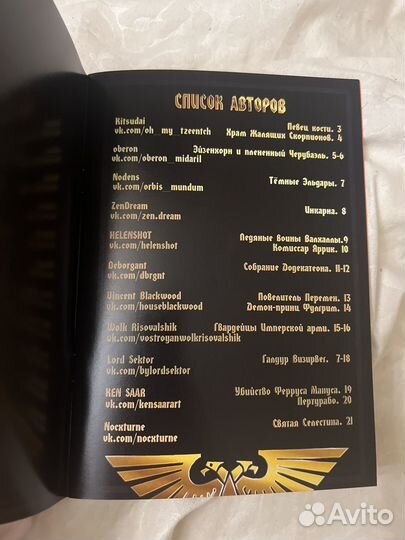 СПИСОК АВТОРОВ
Kitsudai Певец кости. 3
vk.com/oh_my_tzeentch Храм Жалящих Скорпионов. 4
oberon Эйзенхорн и плененный Черубаэль. 5-6
vk.com/oberon_midaril
Nodens Тёмные Эльдары. 7
vk.com/orbis_mundum
ZenDream Инкарна. 8
vk.com/zen.dream
HELENSHOT Ледяные воины Валхаллы.9
vk.com/helenshot Комиссар Яррик. 10
Deborgant Собрание Додекатеона. 11-12
vk.com/dbrgnt
Vincent Blackwood Повелитель Перемен. 13
vk.com/houseblackwood Демон-принц Фулгрим. 14
Wolk Risovalshik Гвардейцы Имперской арми. 15-16
vk.com/vostroyanwolkrisovalshik
Lord Sektor Галдур Визирвег. 7-18
vk.com/bylordsektor
KEN SAAR Убийство Ферруса Мануса. 19
vk.com/kensaarart Пертурабо. 20
Nocxturne Святая Селестина. 21
vk.com/nocxturne
Avito